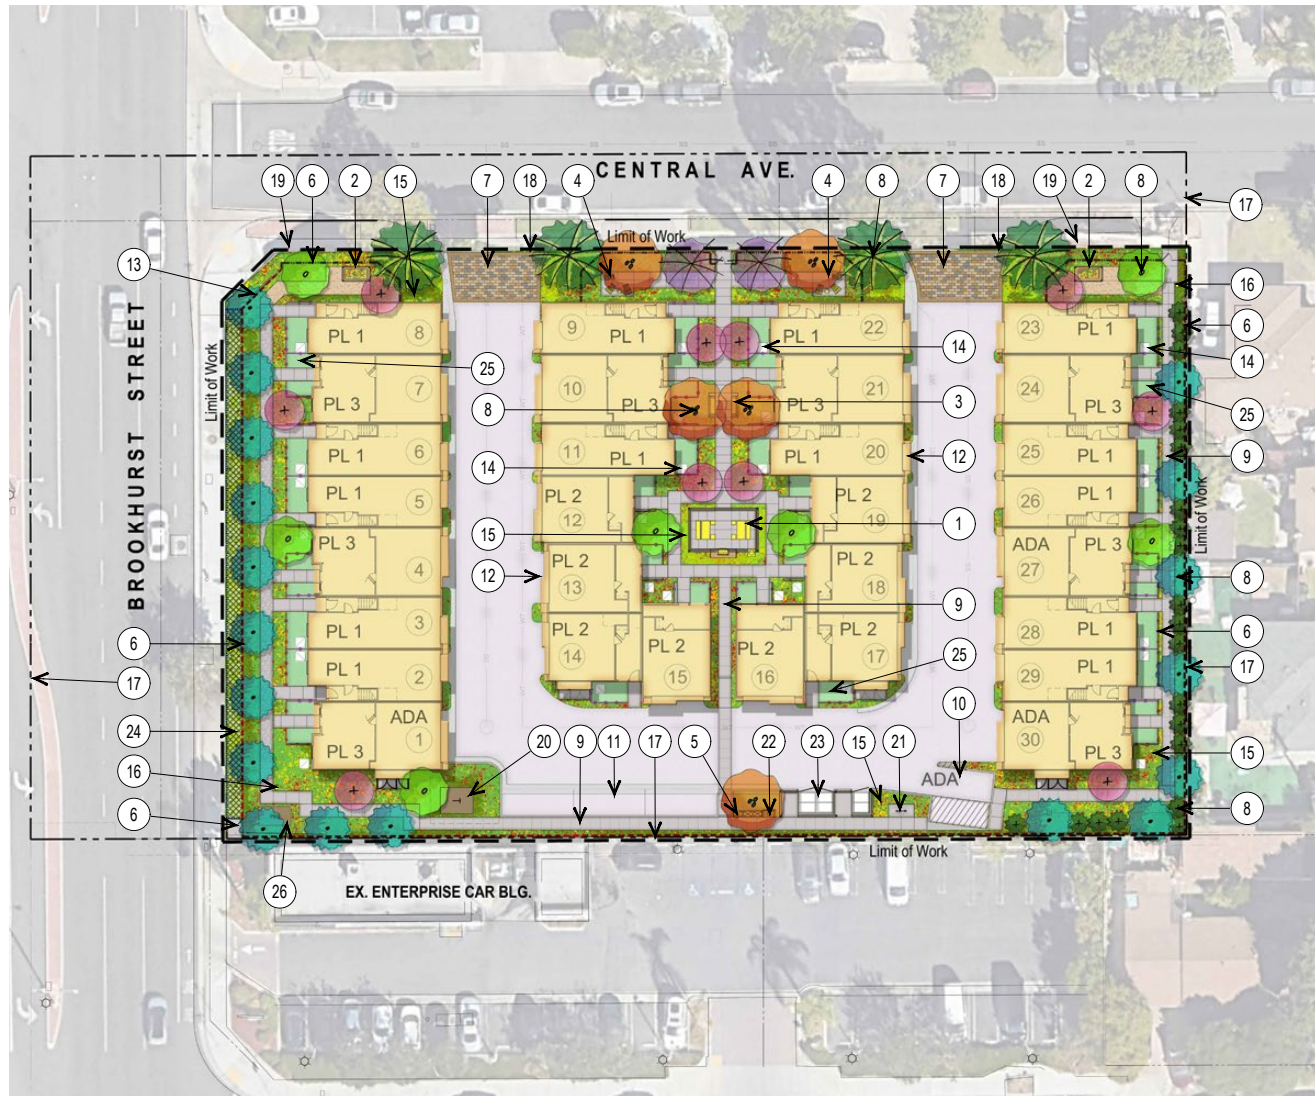 CENTRAL AVE.
19
6
2
15
7
18
4
4
8
7
18
19
2
8
17
Limit of Work
13
16
6
BROOKHURST STREET
Limit of Work
PL 1
8
9
PL 1
PL 1
22
23
PL 1
14
14
25
7
10
21
24
25
PL 3
PL 3
8
3
PL 3
PL 3
6
11
20
25
PL 1
PL 1
PL 1
PL 1
12
9
14
PL 1
5
PL 2
12
PL 2
19
26
PL 1
1
15
Limit of Work
PL 3
4
PL 2
13
PL 2
18
ADA
27
PL 3
12
8
3
PL 1
9
28
PL 1
6
6
PL 2
14
PL 2
15
PL 2
16
PL 2
17
PL 1
2
29
PL 1
17
17
25
10
24
ADA
1
PL 3
ADA
30
PL 3
20
9
11
17
5
22
23
15
21
15
16
ADA
6
8
26
Limit of Work
EX. ENTERPRISE CAR BLG.